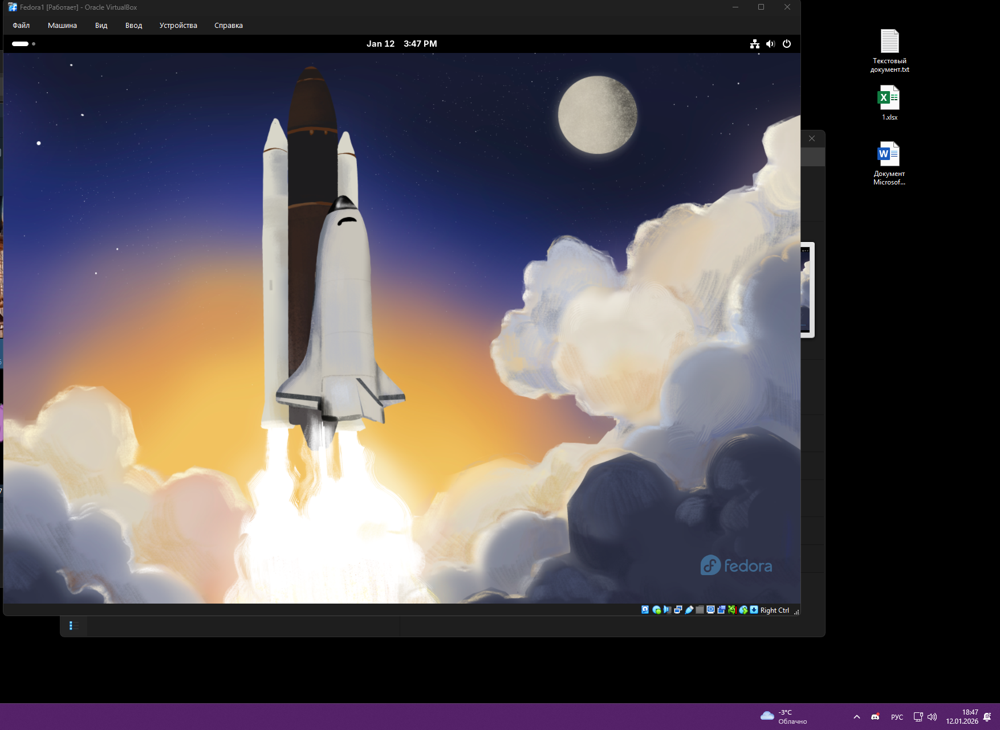 Fedora1 [Работает] - Oracle VirtualBox
Файл Машина Вид Ввод Устройства Справка
Jan 12 3:47 PM
Текстовый
документ.txt
1.xlsx
Документ
Microsof...
fedora
Right Ctrl
-3°C
Облачно
РУС
18:47
12.01.2026